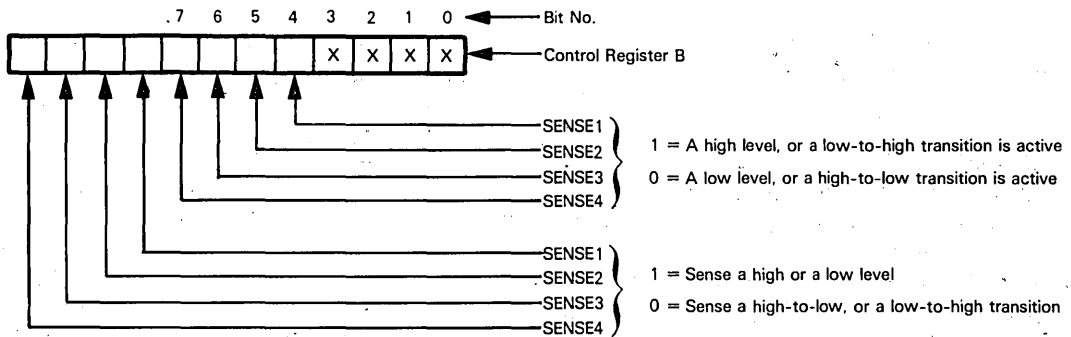 .7 6 5 4 3 2 1 0 Bit No.
X X X X Control Register B
SENSE1
SENSE2
SENSE3
SENSE4
1 = A high level, or a low-to-high transition is active
0 = A low level, or a high-to-low transition is active
SENSE1
SENSE2
SENSE3
SENSE4
1 = Sense a high or a low level
0 = Sense a high-to-low, or a low-to-high transition